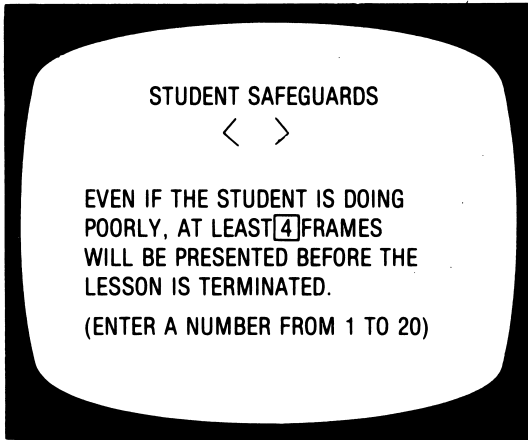 STUDENT SAFEGUARDS
< >
EVEN IF THE STUDENT IS DOING
POORLY, AT LEAST 4 FRAMES
WILL BE PRESENTED BEFORE THE
LESSON IS TERMINATED.
(ENTER A NUMBER FROM 1 TO 20)